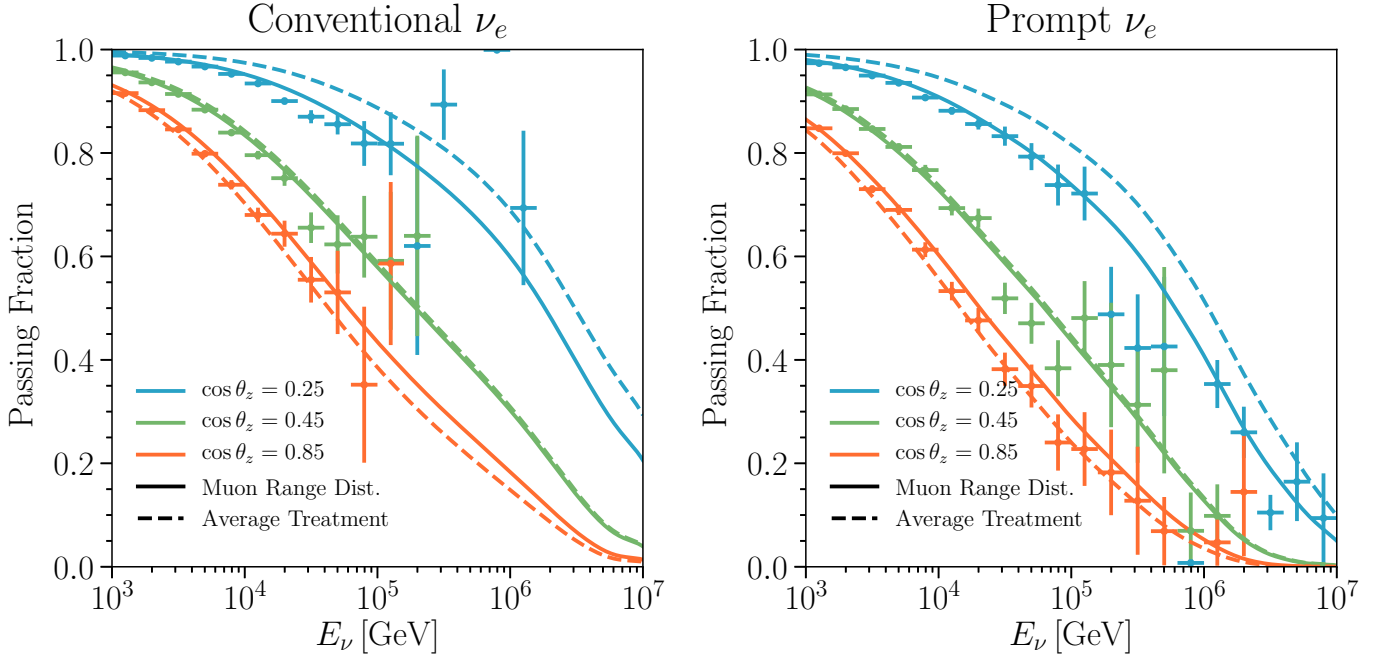 Conventional νe
Passing Fraction
1.0
0.8
0.6
0.4
0.2
0.0
cos θz = 0.25
cos θz = 0.45
cos θz = 0.85
Muon Range Dist.
Average Treatment
10³ 10⁴ 10⁵ 10⁶ 10⁷
Eν [GeV]
Prompt νe
Passing Fraction
1.0
0.8
0.6
0.4
0.2
0.0
cos θz = 0.25
cos θz = 0.45
cos θz = 0.85
Muon Range Dist.
Average Treatment
10³ 10⁴ 10⁵ 10⁶ 10⁷
Eν [GeV]